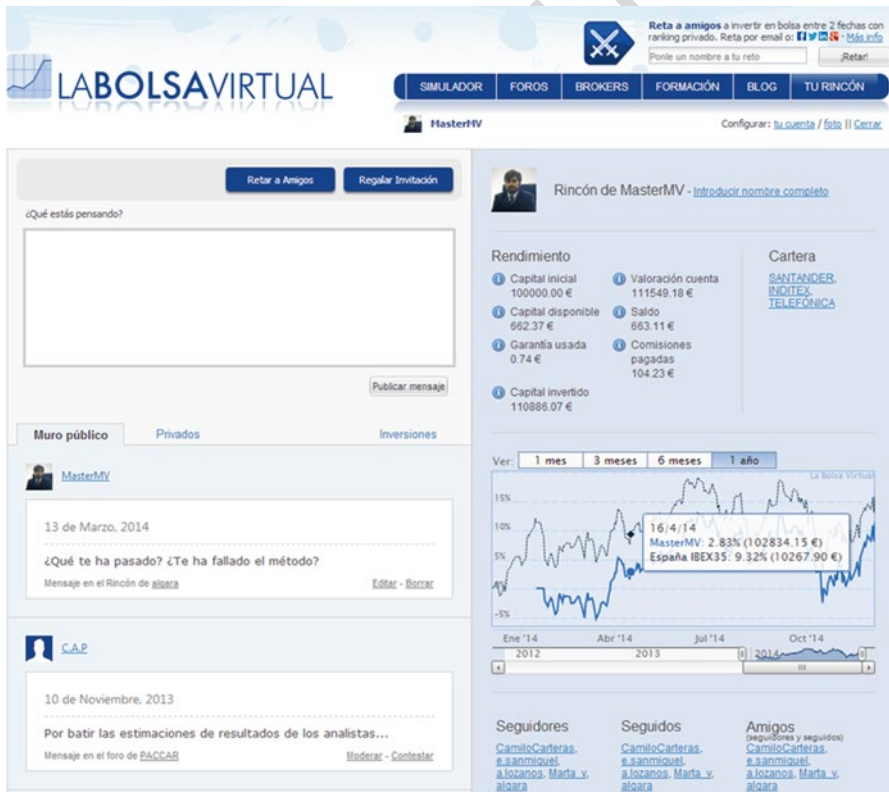 Reta a amigos a invertir en bolsa entre 2 fechas con
ranking privado. Reta por email o: - Más info
Ponle un nombre a tu reto
¡Retar!
LABOLSAVIRTUAL
SIMULADOR FOROS BROKERS FORMACIÓN BLOG TU RINCÓN
MasterMV
Configurar: tu cuenta / foto || Cerrar
Retar a Amigos Regalar Invitación
¿Qué estás pensando?
Publicar mensaje
Muro público Privados Inversiones
MasterMV
13 de Marzo, 2014
¿Qué te ha pasado? ¿Te ha fallado el método?
Mensaje en el Rincón de algara
Editar - Borrar
C.A.P
10 de Noviembre, 2013
Por batir las estimaciones de resultados de los analistas...
Mensaje en el foro de PACCAR
Moderar - Contestar
Rincón de MasterMV - Introducir nombre completo
Rendimiento
Capital inicial
100000.00 €
Capital disponible
662.37 €
Garantía usada
0.74 €
Capital invertido
110886.07 €
Valoración cuenta
111549.18 €
Saldo
663.11 €
Comisiones
pagadas
104.23 €
Cartera
SANTANDER,
INDITEX,
TELEFÓNICA
Ver: 1 mes 3 meses 6 meses 1 año
La Bolsa Virtual
15%
10%
5%
0%
-5%
16/4/14
MasterMV: 2.83% (102834.15 €)
España IBEX35: 9.32% (10267.90 €)
Ene '14 Abr '14 Jul '14 Oct '14
2012 2013 2014
Seguidores
CamiloCarteras,
e.sanmiguel,
a.lozanos, Marta_v,
algara
Seguidos
CamiloCarteras,
e.sanmiguel,
a.lozanos, Marta_v,
algara
Amigos
(seguidores y seguidos)
CamiloCarteras,
e.sanmiguel,
a.lozanos, Marta_v,
algara